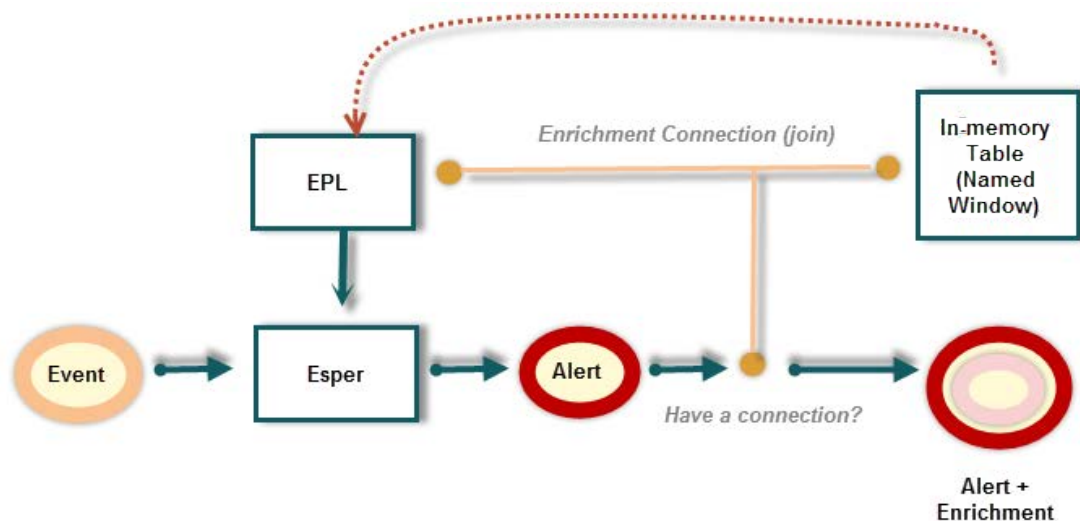 Enrichment Connection (join)
In-memory
Table
(Named
Window)
EPL
Event
Esper
Alert
Have a connection?
Alert +
Enrichment